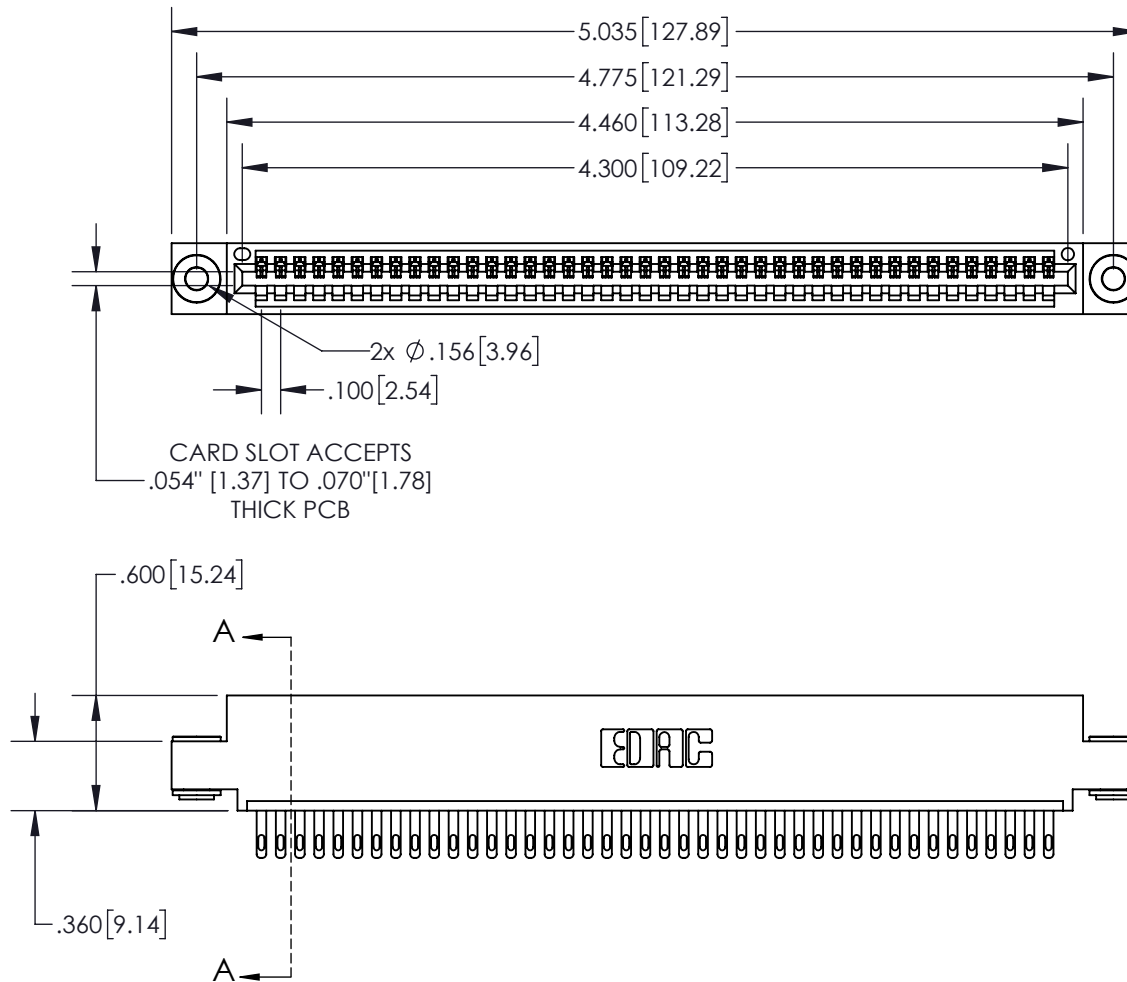 5.035[127.89]
4.775[121.29]
4.460[113.28]
4.300[109.22]
2x Ø.156[3.96]
.100[2.54]
CARD SLOT ACCEPTS
.054" [1.37] TO .070"[1.78]
THICK PCB
.600[15.24]
A
EDAC
.360[9.14]
A